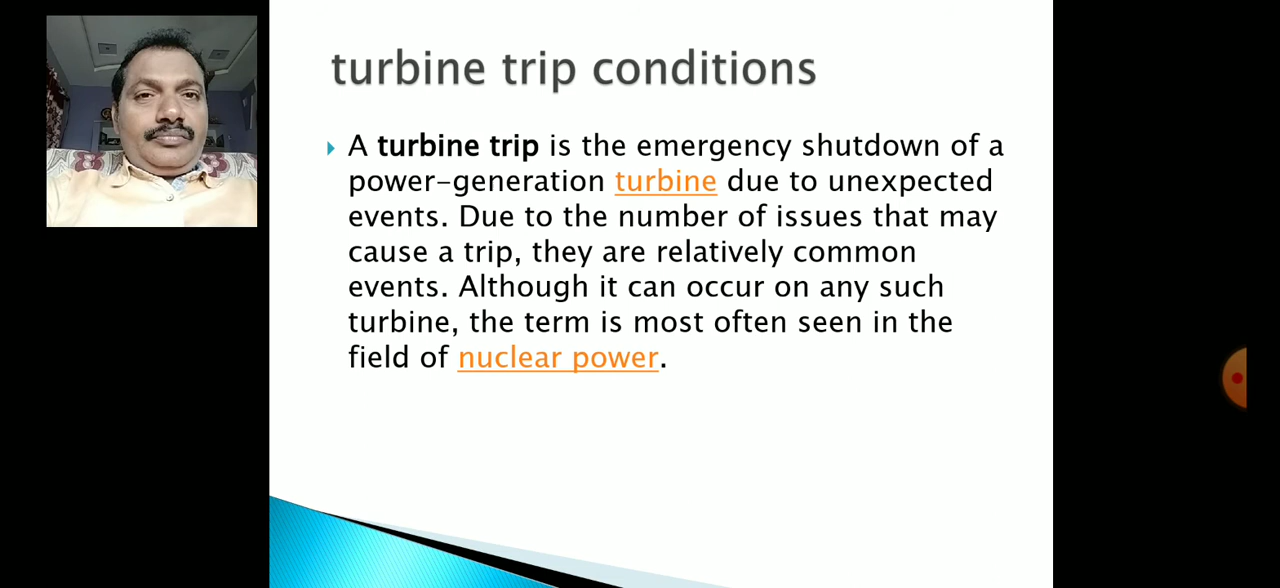 turbine trip conditions
A turbine trip is the emergency shutdown of a
power-generation turbine due to unexpected
events. Due to the number of issues that may
cause a trip, they are relatively common
events. Although it can occur on any such
turbine, the term is most often seen in the
field of nuclear power.